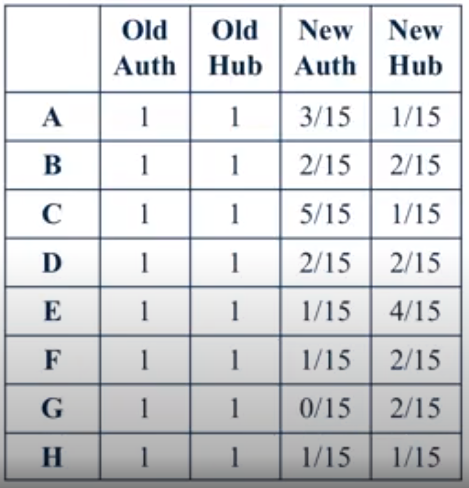 Old Auth Old Hub New Auth New Hub
A 1 1 3/15 1/15
B 1 1 2/15 2/15
C 1 1 5/15 1/15
D 1 1 2/15 2/15
E 1 1 1/15 4/15
F 1 1 1/15 2/15
G 1 1 0/15 2/15
H 1 1 1/15 1/15